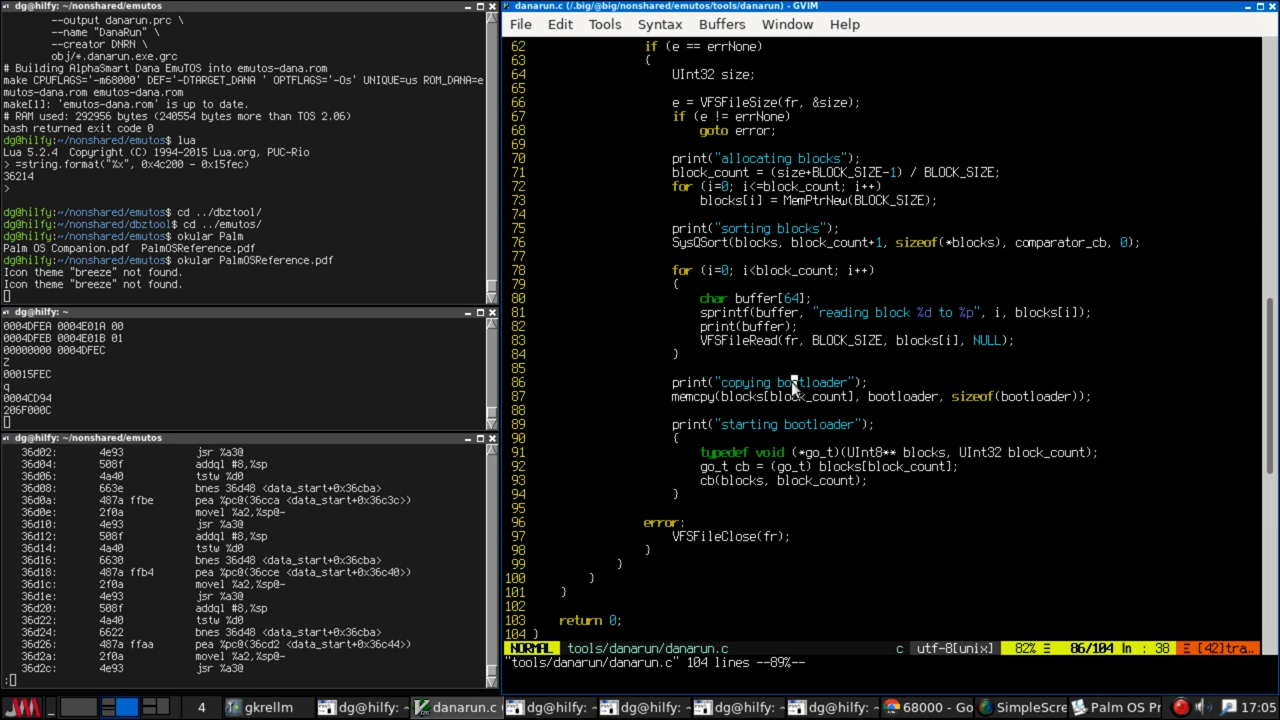 dg@hilfy: ~/nonshared/emutos
--output danarun.prc \
--name "DanaRun" \
--creator DNRN \
obj/*.danarun.exe.grc
# Building AlphaSmart Dana EmuTOS into emutos-dana.rom
make CPUFLAGS='-m68000' DEF='-DTARGET_DANA ' OPTFLAGS='-Os' UNIQUE=us ROM_DANA=e
mutos-dana.rom emutos-dana.rom
make[1]: 'emutos-dana.rom' is up to date.
# RAM used: 292956 bytes (240554 bytes more than TOS 2.06)
bash returned exit code 0
dg@hilfy:~/nonshared/emutos$ lua
Lua 5.2.4  Copyright (C) 1994-2015 Lua.org, PUC-Rio
> =string.format("%x", 0x4c200 - 0x15fec)
36214
>
dg@hilfy:~/nonshared/emutos$ cd ../dbztool/
dg@hilfy:~/nonshared/dbztool$ cd ../emutos/
dg@hilfy:~/nonshared/emutos$ okular Palm
Palm OS Companion.pdf  PalmOSReference.pdf
dg@hilfy:~/nonshared/emutos$ okular PalmOSReference.pdf
Icon theme "breeze" not found.
Icon theme "breeze" not found.
dg@hilfy: ~
0004DFEA 0004E01A 00
0004DFEB 0004E01B 01
00000000 0004DFEC
Z
00015FEC
q
0004CD94
206F000C
dg@hilfy: ~/nonshared/emutos
36d02: 4e93 jsr %a3@
36d04: 508f addql #8,%sp
36d06: 4a40 tstw %d0
36d08: 663e bnes 36d48 <data_start+0x36cba>
36d0a: 487a ffbe pea %pc@(36cca <data_start+0x36c3c>)
36d0e: 2f0a movel %a2,%sp@-
36d10: 4e93 jsr %a3@
36d12: 508f addql #8,%sp
36d14: 4a40 tstw %d0
36d16: 6630 bnes 36d48 <data_start+0x36cba>
36d18: 487a ffb4 pea %pc@(36cce <data_start+0x36c40>)
36d1c: 2f0a movel %a2,%sp@-
36d1e: 4e93 jsr %a3@
36d20: 508f addql #8,%sp
36d22: 4a40 tstw %d0
36d24: 6622 bnes 36d48 <data_start+0x36cba>
36d26: 487a ffaa pea %pc@(36cd2 <data_start+0x36c44>)
36d2a: 2f0a movel %a2,%sp@-
36d2c: 4e93 jsr %a3@
:
danarun.c (/.big/@big/nonshared/emutos/tools/danarun) - GVIM
File Edit Tools Syntax Buffers Window Help
62 if (e == errNone)
63 {
64 UInt32 size;
65
66 e = VFSFileSize(fr, &size);
67 if (e != errNone)
68 goto error;
69
70 print("allocating blocks");
71 block_count = (size+BLOCK_SIZE-1) / BLOCK_SIZE;
72 for (i=0; i<=block_count; i++)
73 blocks[i] = MemPtrNew(BLOCK_SIZE);
74
75 print("sorting blocks");
76 SysQSort(blocks, block_count+1, sizeof(*blocks), comparator_cb, 0);
77
78 for (i=0; i<block_count; i++)
79 {
80 char buffer[64];
81 sprintf(buffer, "reading block %d to %p", i, blocks[i]);
82 print(buffer);
83 VFSFileRead(fr, BLOCK_SIZE, blocks[i], NULL);
84 }
85
86 print("copying bootloader");
87 memcpy(blocks[block_count], bootloader, sizeof(bootloader));
88
89 print("starting bootloader");
90 {
91 typedef void (*go_t)(UInt8** blocks, UInt32 block_count);
92 go_t cb = (go_t) blocks[block_count];
93 cb(blocks, block_count);
94 }
95
96 error:
97 VFSFileClose(fr);
98 }
99 }
100 }
101 }
102
103 return 0;
104 }
NORMAL tools/danarun/danarun.c c utf-8[unix] 82% Ξ 86/104 ln : 38 Ξ [42]tra..
"tools/danarun/danarun.c" 104 lines --89%--
4 gkrellm dg@hilfy: ~ danarun.c dg@hilfy: ~ dg@hilfy: ~ dg@hilfy: ~ dg@hilfy: ~ 68000 - Go SimpleScre Palm OS Pr 17:05